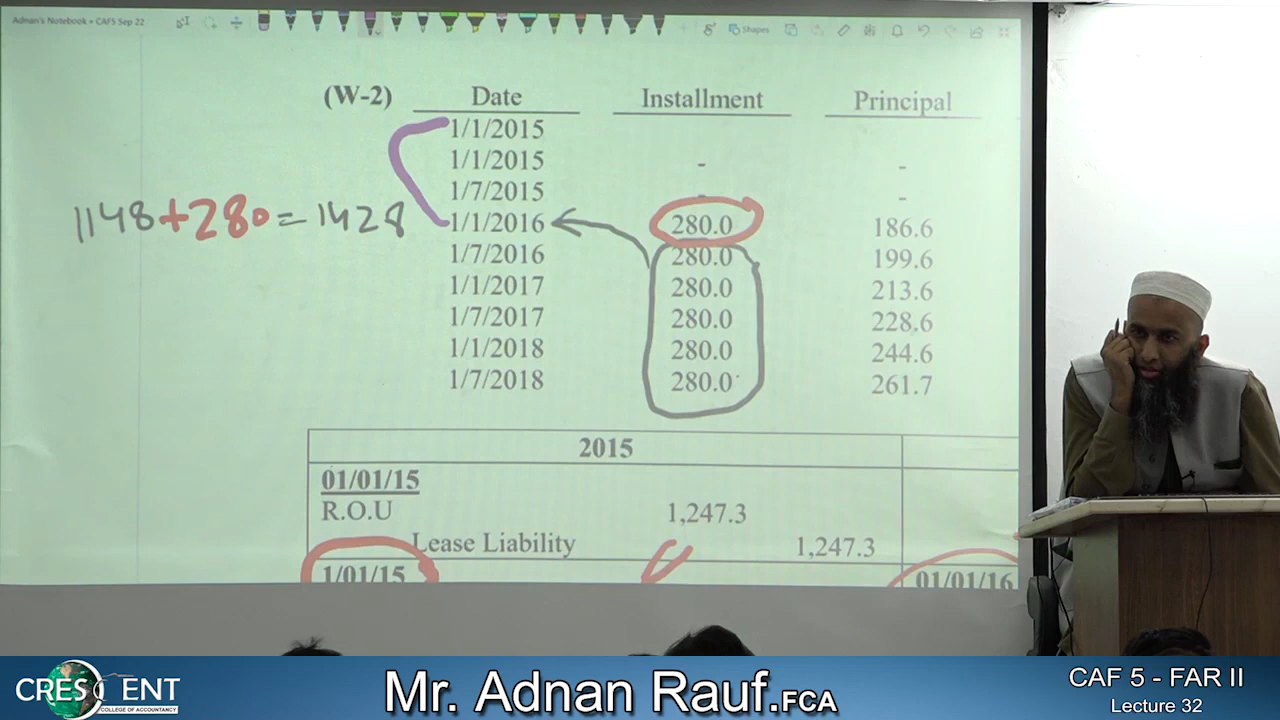 Adnan's Notebook • CAF5 Sep 22
Shapes
(W-2) Date Installment Principal
1/1/2015
1/1/2015 - -
1/7/2015 - -
1148+280=1428 1/1/2016 280.0 186.6
1/7/2016 280.0 199.6
1/1/2017 280.0 213.6
1/7/2017 280.0 228.6
1/1/2018 280.0 244.6
1/7/2018 280.0 261.7
2015
01/01/15
R.O.U 1,247.3
Lease Liability 1,247.3
1/01/15 01/01/16
CRESCENT
COLLEGE OF ACCOUNTANCY
Mr. Adnan Rauf.FCA
CAF 5 - FAR II
Lecture 32